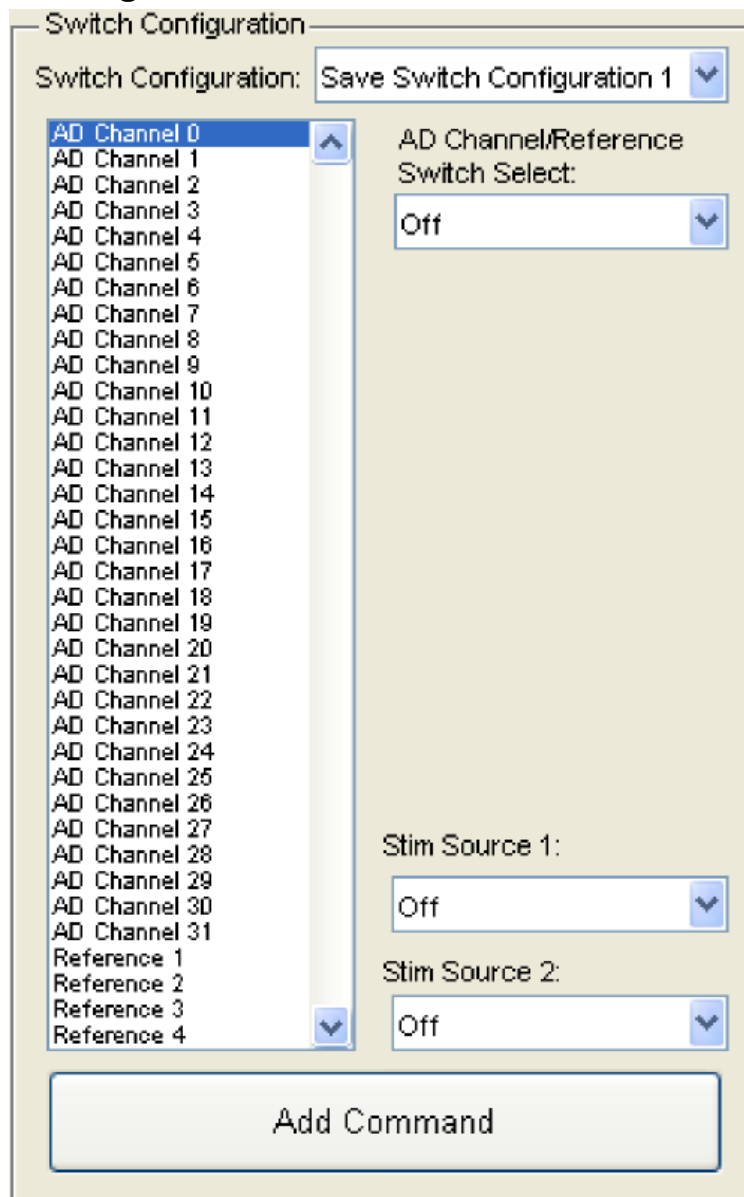 Switch Configuration
Switch Configuration: Save Switch Configuration 1
AD Channel 0
AD Channel 1
AD Channel 2
AD Channel 3
AD Channel 4
AD Channel 5
AD Channel 6
AD Channel 7
AD Channel 8
AD Channel 9
AD Channel 10
AD Channel 11
AD Channel 12
AD Channel 13
AD Channel 14
AD Channel 15
AD Channel 16
AD Channel 17
AD Channel 18
AD Channel 19
AD Channel 20
AD Channel 21
AD Channel 22
AD Channel 23
AD Channel 24
AD Channel 25
AD Channel 26
AD Channel 27
AD Channel 28
AD Channel 29
AD Channel 30
AD Channel 31
Reference 1
Reference 2
Reference 3
Reference 4
AD Channel/Reference
Switch Select:
Off
Stim Source 1:
Off
Stim Source 2:
Off
Add Command